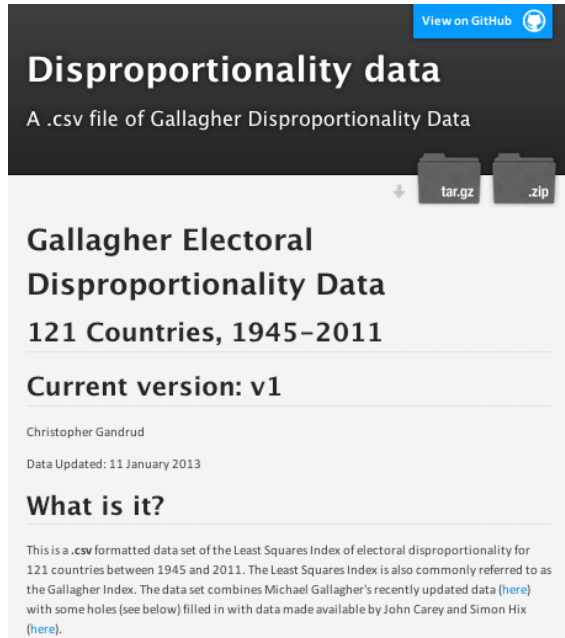 View on GitHub
Disproportionality data
A .csv file of Gallagher Disproportionality Data
tar.gz
.zip
Gallagher Electoral
Disproportionality Data
121 Countries, 1945–2011
Current version: v1
Christopher Gandrud
Data Updated: 11 January 2013
What is it?
This is a .csv formatted data set of the Least Squares Index of electoral disproportionality for
121 countries between 1945 and 2011. The Least Squares Index is also commonly referred to as
the Gallagher Index. The data set combines Michael Gallagher's recently updated data (here)
with some holes (see below) filled in with data made available by John Carey and Simon Hix
(here).